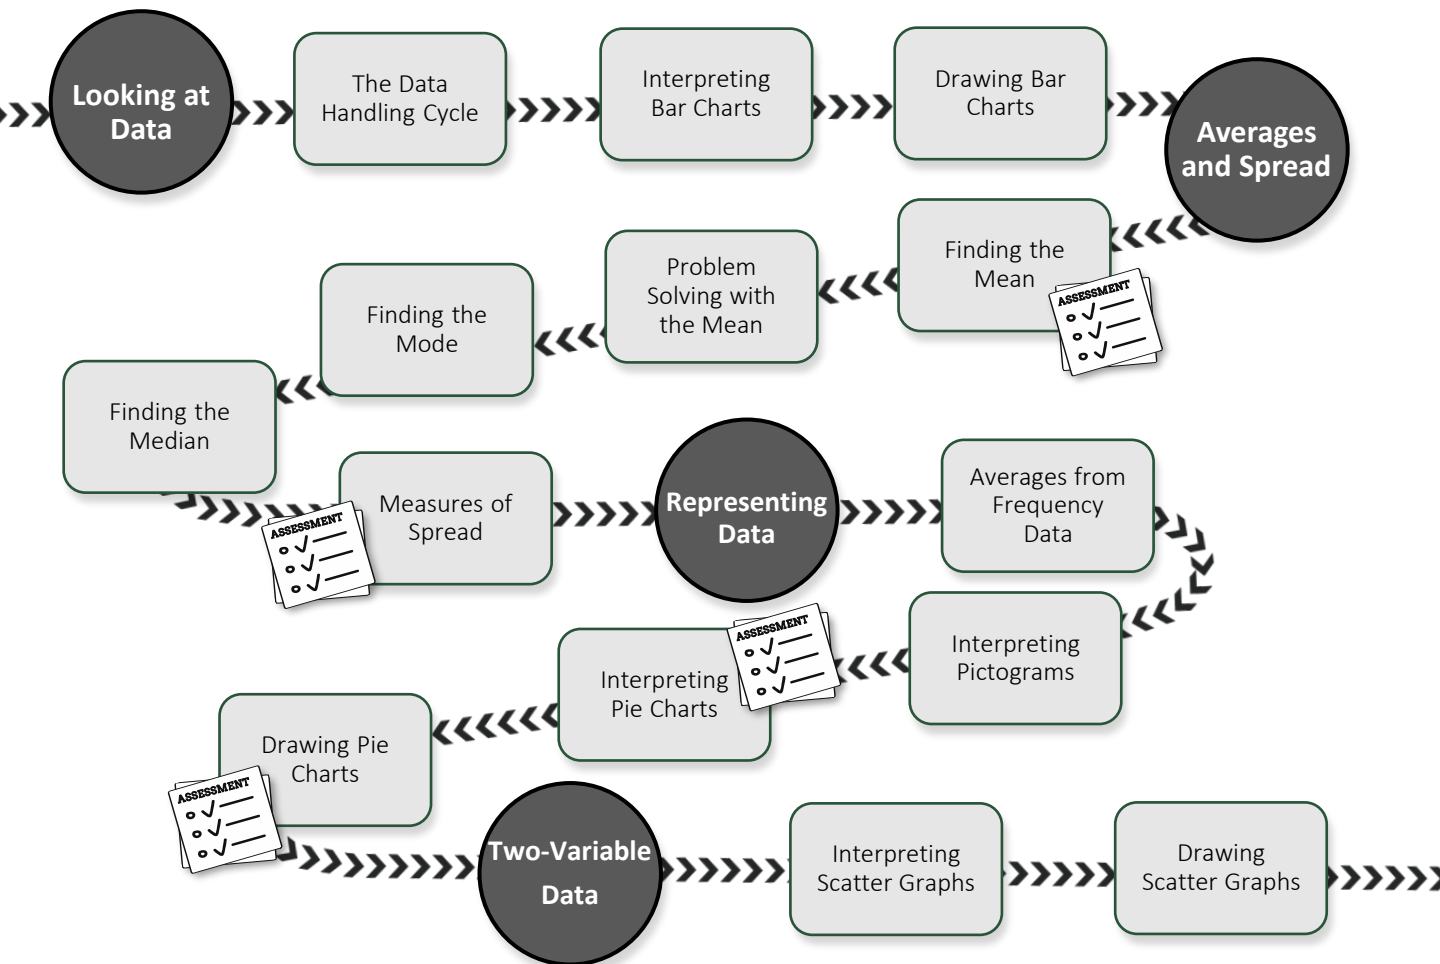 Looking at
Data
The Data
Handling Cycle
Interpreting
Bar Charts
Drawing Bar
Charts
Averages
and Spread
Finding the
Mean
ASSESSMENT
Problem
Solving with
the Mean
Finding the
Mode
Finding the
Median
ASSESSMENT
Measures of
Spread
Representing
Data
Averages from
Frequency
Data
Interpreting
Pictograms
ASSESSMENT
Interpreting
Pie Charts
Drawing Pie
Charts
ASSESSMENT
Two-Variable
Data
Interpreting
Scatter Graphs
Drawing
Scatter Graphs